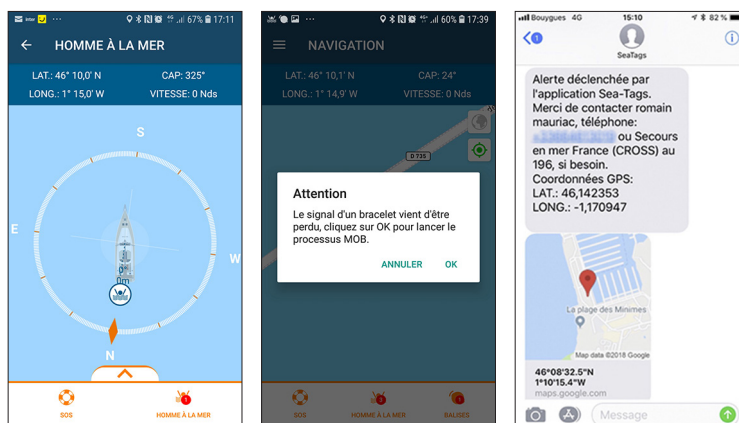 67% 17:11
HOMME À LA MER
LAT.: 46° 10,0' N
CAP: 325°
LONG.: 1° 15,0' W
VITESSE: 0 Nds
S
E
W
0°
0m
N
SOS
HOMME À LA MER
60% 17:39
NAVIGATION
LAT.: 46° 10,1' N
CAP: 24°
LONG.: 1° 14,9' W
VITESSE: 0 Nds
D 735
Attention
Le signal d'un bracelet vient d'être
perdu, cliquez sur OK pour lancer le
processus MOB.
ANNULER
OK
SOS
HOMME À LA MER
BALISES
Bouygues 4G
15:10
82 %
1
SeaTags
Alerte déclenchée par
l'application Sea-Tags.
Merci de contacter romain
mauriac, téléphone:
ou Secours
en mer France (CROSS) au
196, si besoin.
Coordonnées GPS:
LAT.: 46,142353
LONG.: -1,170947
La plage des Minimes
Map data ©2018 Google
46°08'32.5"N
1°10'15.4"W
maps.google.com
Message